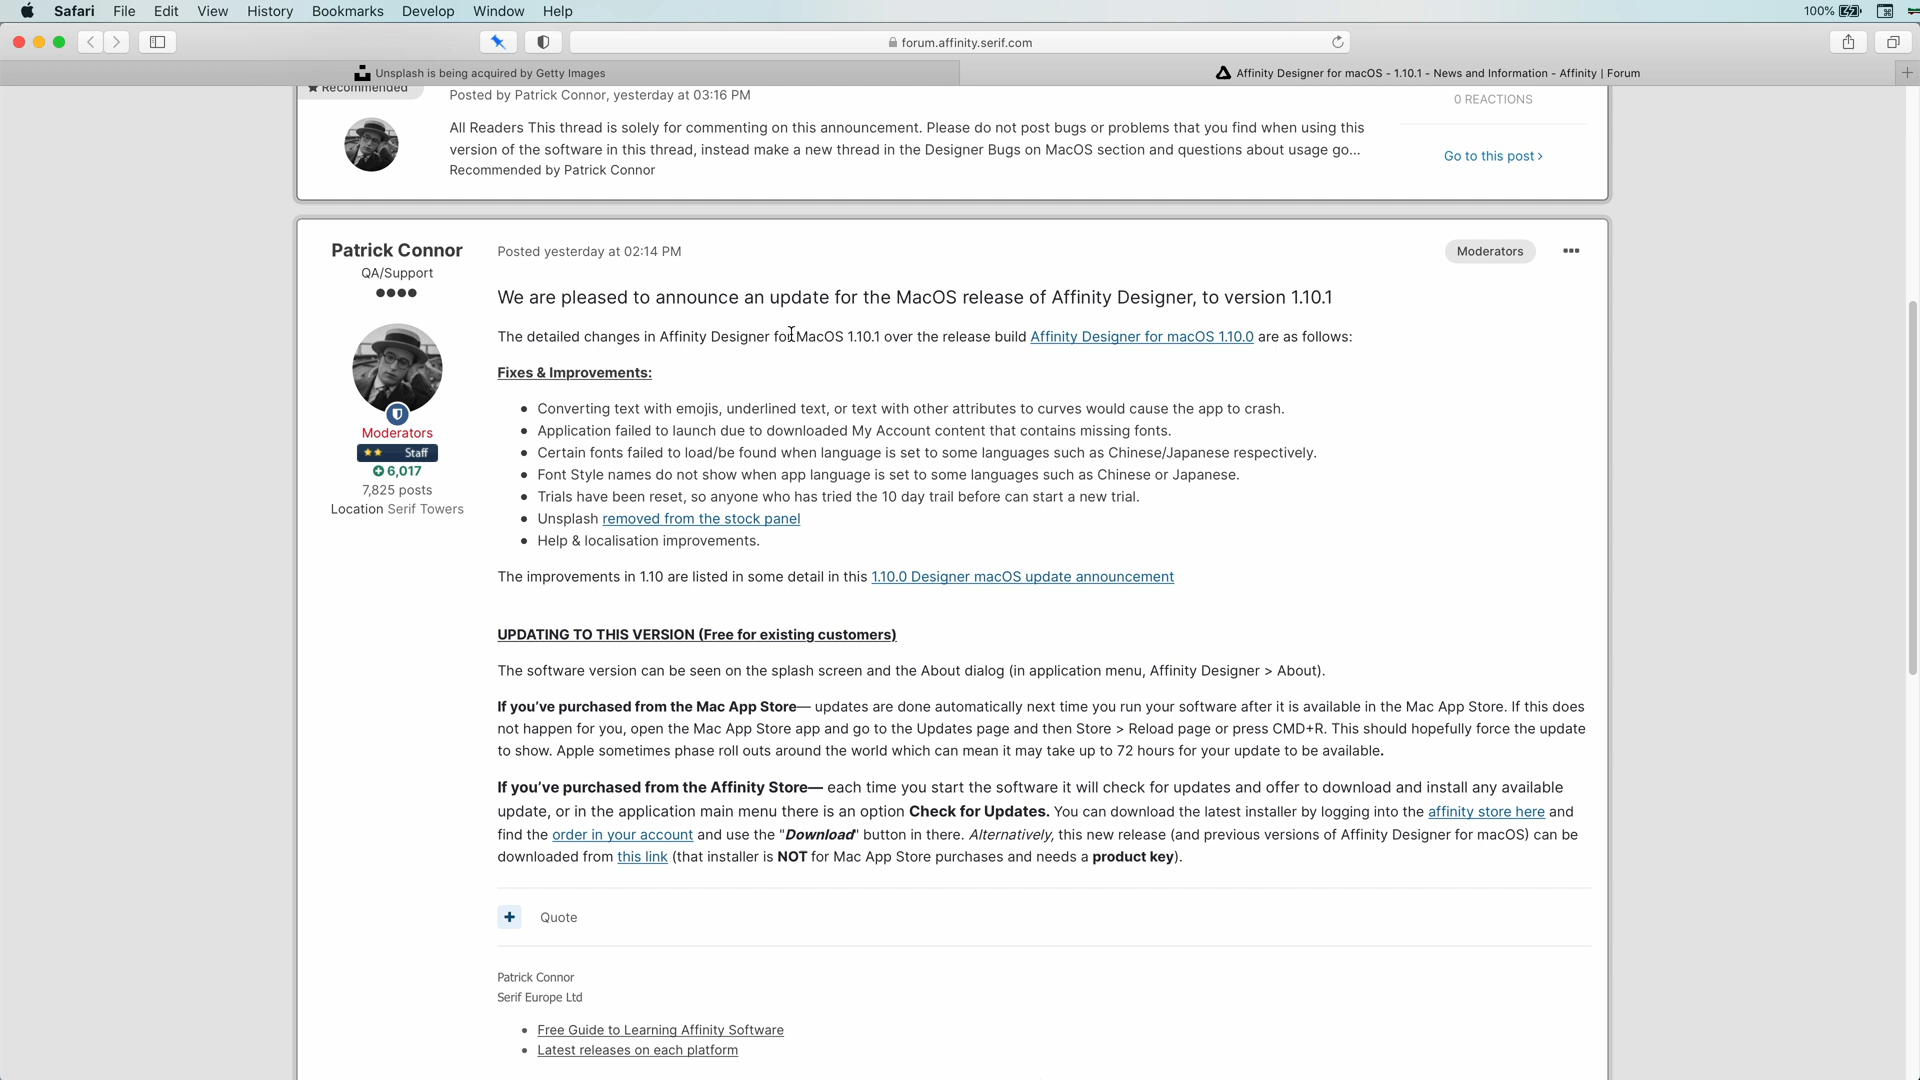 Safari File Edit View History Bookmarks Develop Window Help 100%
forum.affinity.serif.com
Unsplash is being acquired by Getty Images
Affinity Designer for macOS - 1.10.1 - News and Information - Affinity | Forum
Recommended
Posted by Patrick Connor, yesterday at 03:16 PM
0 REACTIONS
All Readers This thread is solely for commenting on this announcement. Please do not post bugs or problems that you find when using this
version of the software in this thread, instead make a new thread in the Designer Bugs on MacOS section and questions about usage go...
Go to this post ›
Recommended by Patrick Connor
Patrick Connor
QA/Support
Moderators
★★ Staff
6,017
7,825 posts
Location Serif Towers
Posted yesterday at 02:14 PM
Moderators
We are pleased to announce an update for the MacOS release of Affinity Designer, to version 1.10.1
The detailed changes in Affinity Designer for MacOS 1.10.1 over the release build Affinity Designer for macOS 1.10.0 are as follows:
Fixes & Improvements:
• Converting text with emojis, underlined text, or text with other attributes to curves would cause the app to crash.
• Application failed to launch due to downloaded My Account content that contains missing fonts.
• Certain fonts failed to load/be found when language is set to some languages such as Chinese/Japanese respectively.
• Font Style names do not show when app language is set to some languages such as Chinese or Japanese.
• Trials have been reset, so anyone who has tried the 10 day trail before can start a new trial.
• Unsplash removed from the stock panel
• Help & localisation improvements.
The improvements in 1.10 are listed in some detail in this 1.10.0 Designer macOS update announcement
UPDATING TO THIS VERSION (Free for existing customers)
The software version can be seen on the splash screen and the About dialog (in application menu, Affinity Designer > About).
If you've purchased from the Mac App Store— updates are done automatically next time you run your software after it is available in the Mac App Store. If this does
not happen for you, open the Mac App Store app and go to the Updates page and then Store > Reload page or press CMD+R. This should hopefully force the update
to show. Apple sometimes phase roll outs around the world which can mean it may take up to 72 hours for your update to be available.
If you've purchased from the Affinity Store— each time you start the software it will check for updates and offer to download and install any available
update, or in the application main menu there is an option Check for Updates. You can download the latest installer by logging into the affinity store here and
find the order in your account and use the "Download" button in there. Alternatively, this new release (and previous versions of Affinity Designer for macOS) can be
downloaded from this link (that installer is NOT for Mac App Store purchases and needs a product key).
+ Quote
Patrick Connor
Serif Europe Ltd
• Free Guide to Learning Affinity Software
• Latest releases on each platform